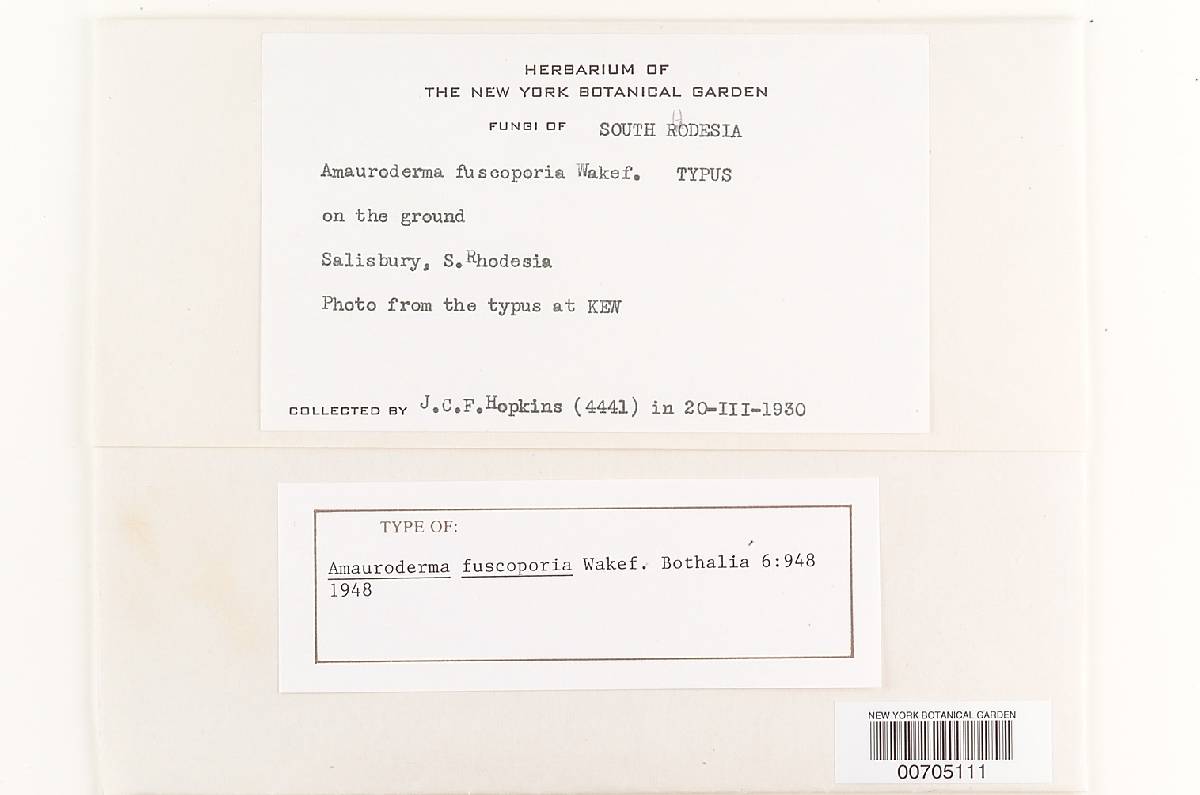 HERBARIUM OF
THE NEW YORK BOTANICAL GARDEN
FUNGI OF SOUTH RHODESIA
Amauroderma fuscoporia Wakef. TYPUS
on the ground
Salisbury, S.Rhodesia
Photo from the typus at KEW
COLLECTED BY J.C.F.Hopkins (4441) in 20-III-1930
TYPE OF:
Amauroderma fuscoporia Wakef. Bothalia 6:948
1948
NEW YORK BOTANICAL GARDEN
00705111